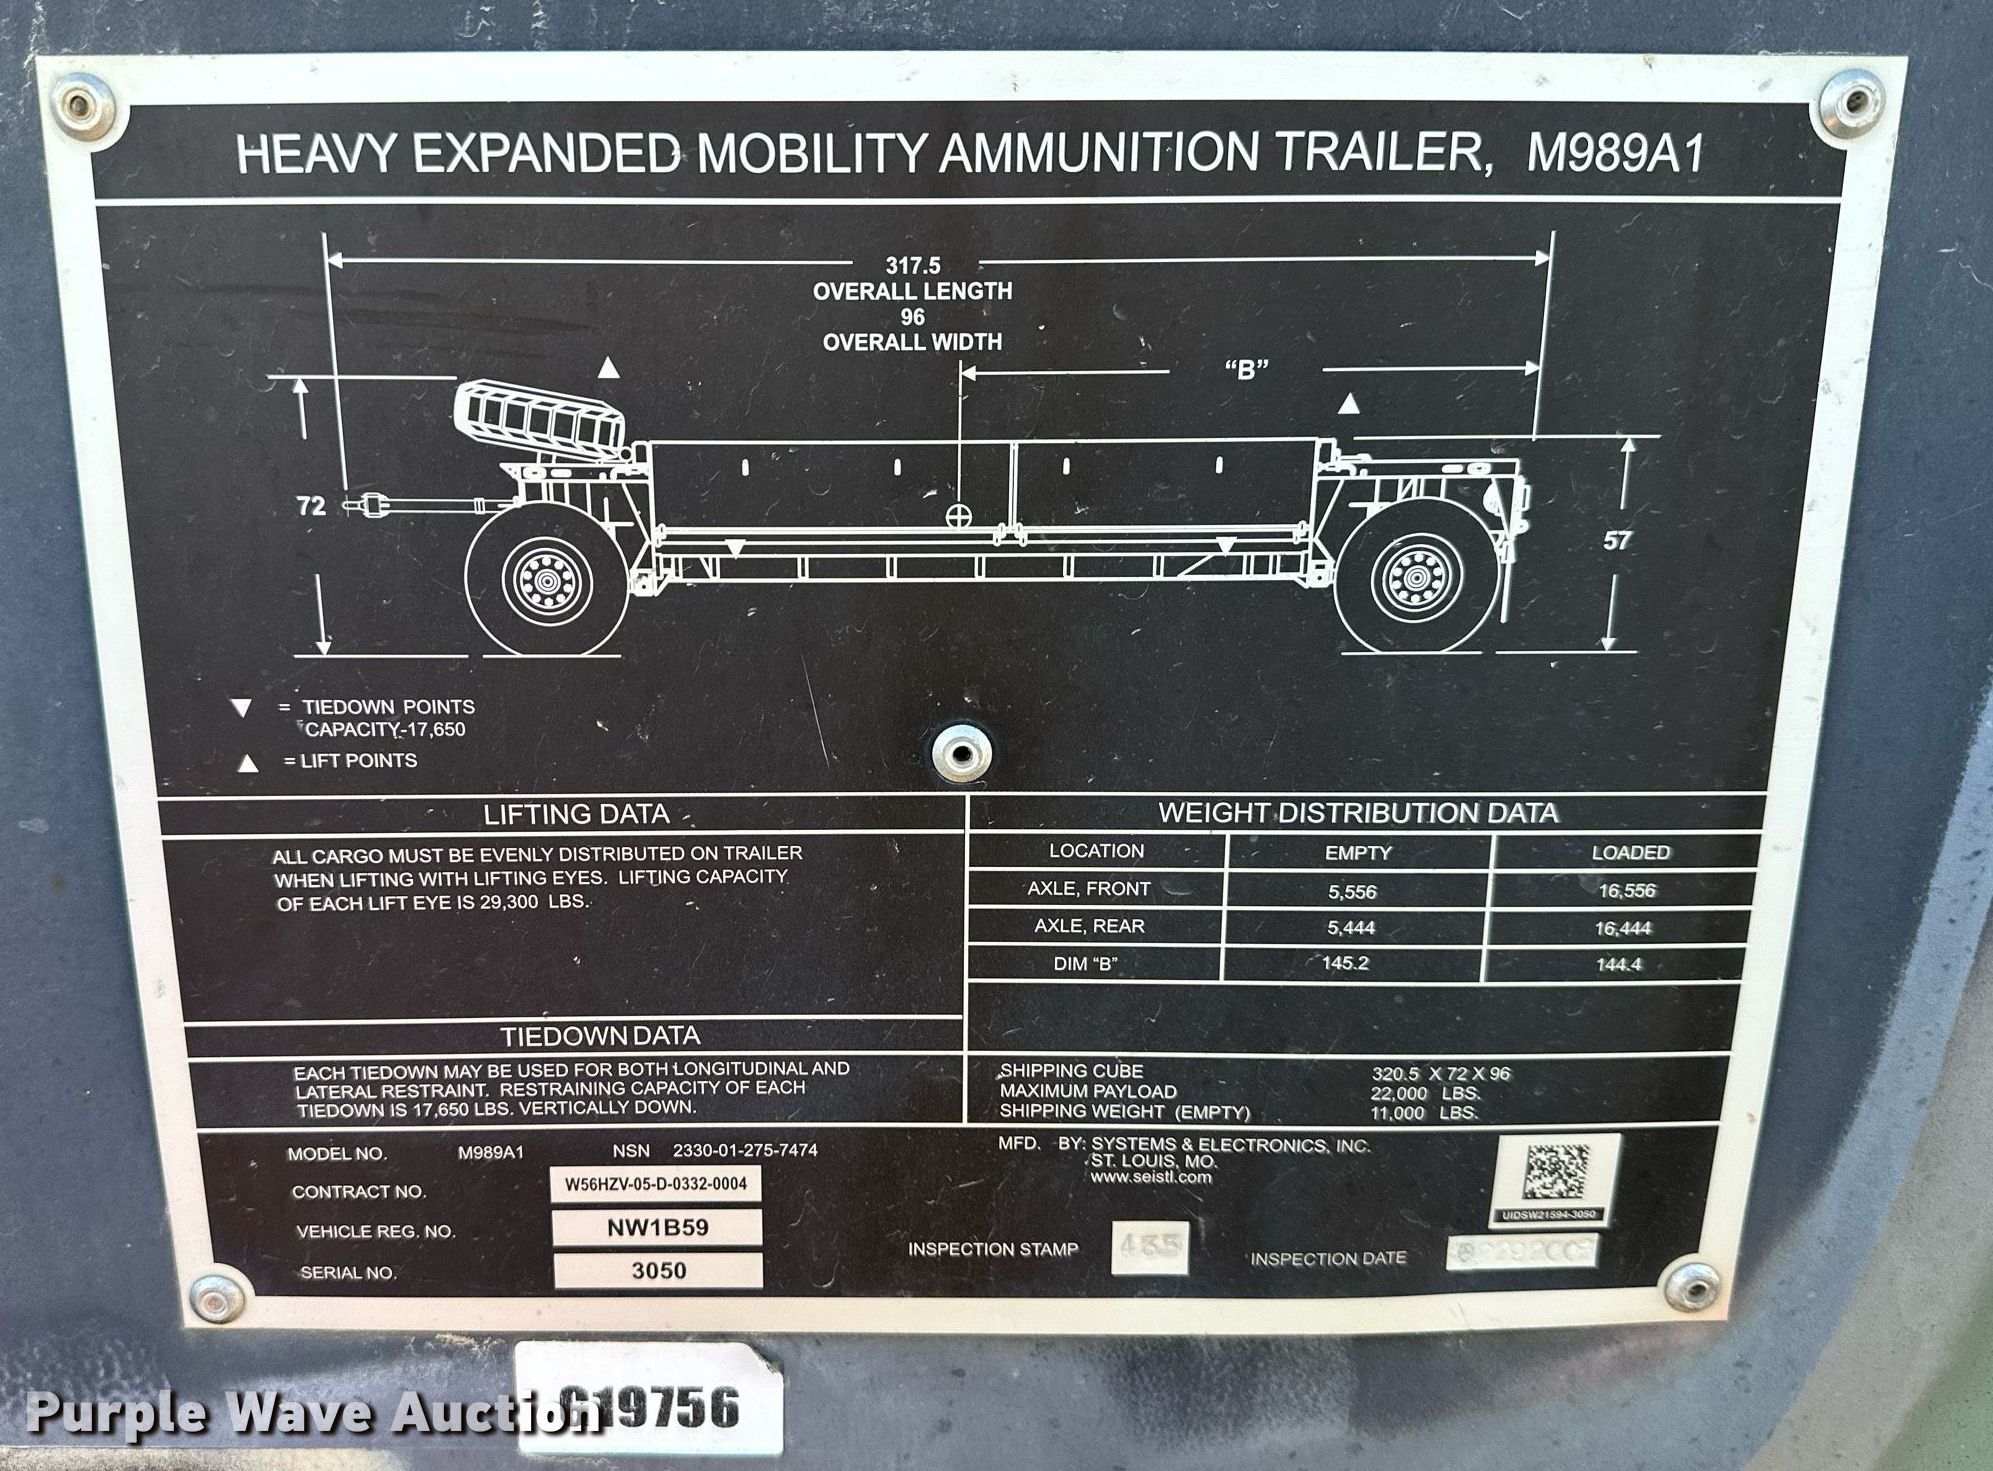 HEAVY EXPANDED MOBILITY AMMUNITION TRAILER, M989A1
317.5
OVERALL LENGTH
96
OVERALL WIDTH
"B"
72
57
= TIEDOWN POINTS
CAPACITY-17,650
= LIFT POINTS
LIFTING DATA
ALL CARGO MUST BE EVENLY DISTRIBUTED ON TRAILER
WHEN LIFTING WITH LIFTING EYES. LIFTING CAPACITY
OF EACH LIFT EYE IS 29,300 LBS.
TIEDOWN DATA
EACH TIEDOWN MAY BE USED FOR BOTH LONGITUDINAL AND
LATERAL RESTRAINT. RESTRAINING CAPACITY OF EACH
TIEDOWN IS 17,650 LBS. VERTICALLY DOWN.
WEIGHT DISTRIBUTION DATA
LOCATION EMPTY LOADED
AXLE, FRONT 5,556 16,556
AXLE, REAR 5,444 16,444
DIM "B" 145.2 144.4
SHIPPING CUBE 320.5 X 72 X 96
MAXIMUM PAYLOAD 22,000 LBS.
SHIPPING WEIGHT (EMPTY) 11,000 LBS.
MODEL NO. M989A1 NSN 2330-01-275-7474
CONTRACT NO. W56HZV-05-D-0332-0004
VEHICLE REG. NO. NW1B59
SERIAL NO. 3050
MFD. BY: SYSTEMS & ELECTRONICS, INC.
ST. LOUIS, MO.
www.seistl.com
UIDSW21594-3050
INSPECTION STAMP
INSPECTION DATE
Purple Wave Auction
19756